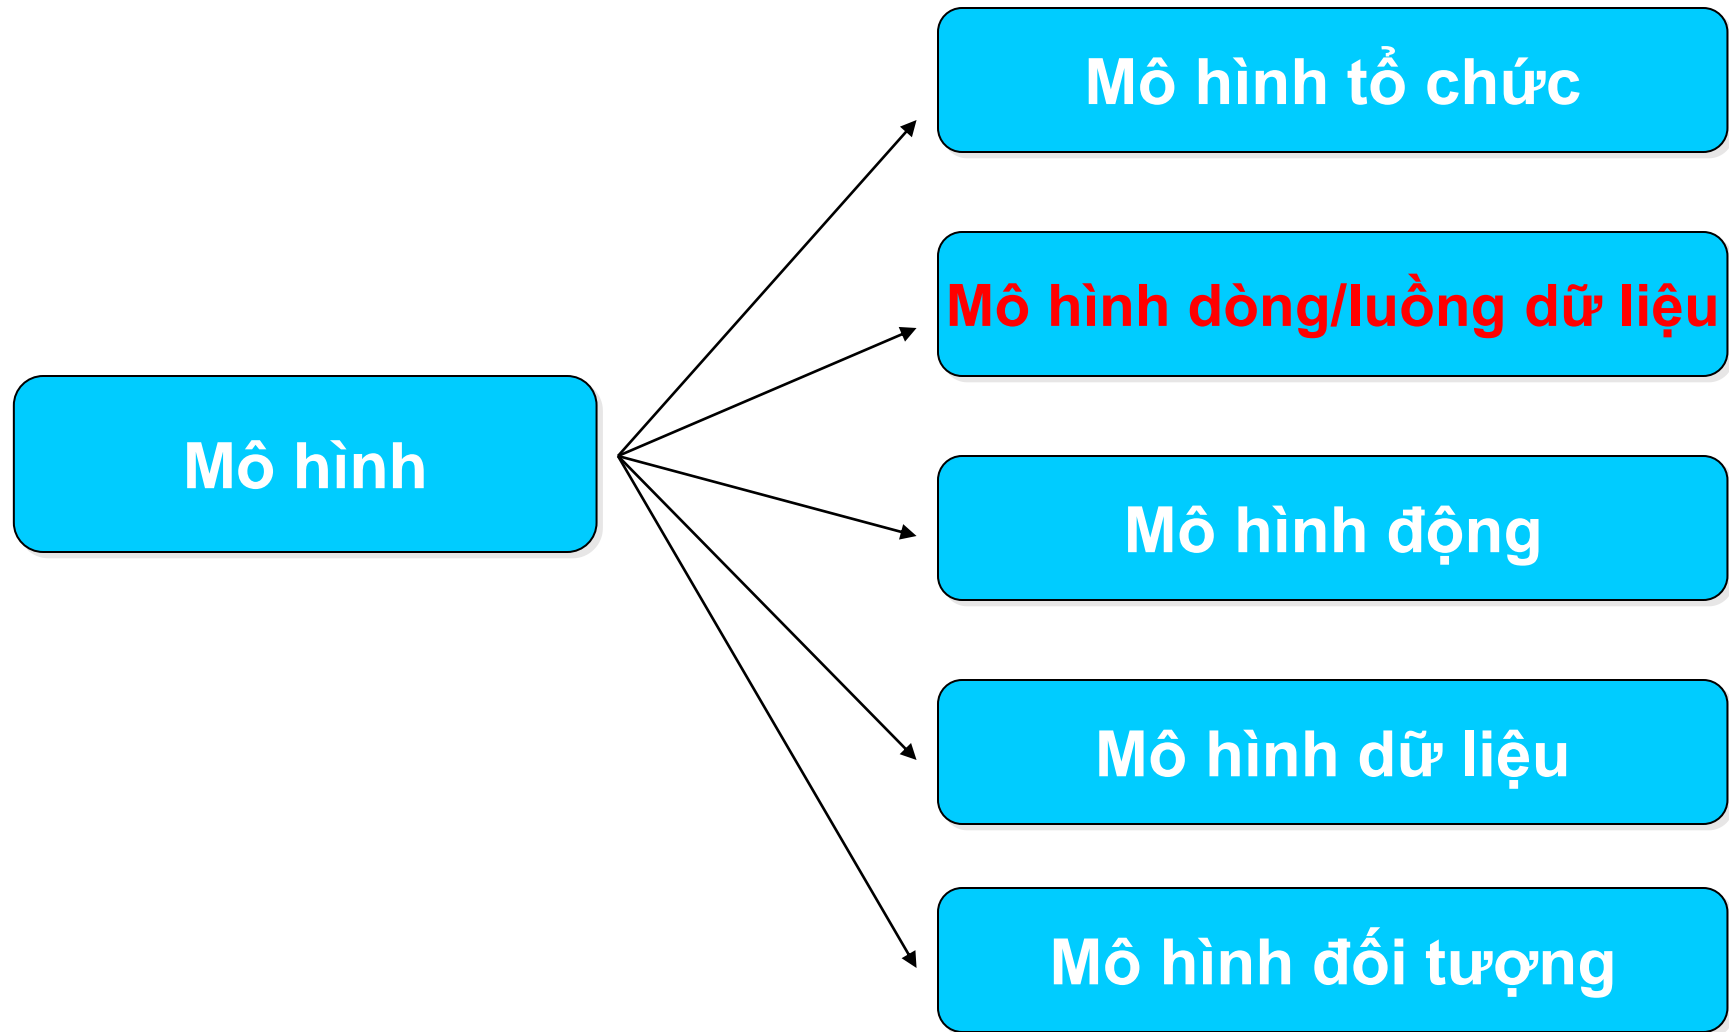 Mô hình tổ chức
Mô hình dòng/luồng dữ liệu
Mô hình
Mô hình động
Mô hình dữ liệu
Mô hình đối tượng